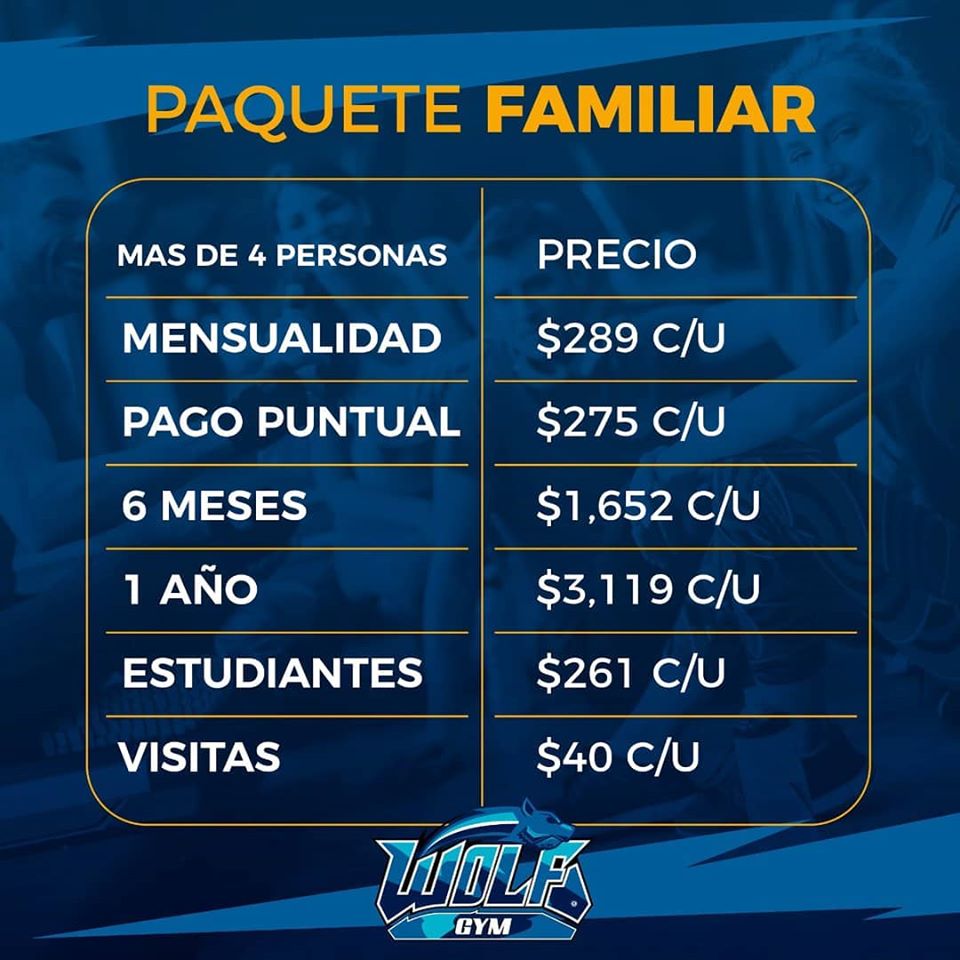 PAQUETE FAMILIAR
MAS DE 4 PERSONAS PRECIO
MENSUALIDAD $289 C/U
PAGO PUNTUAL $275 C/U
6 MESES $1,652 C/U
1 AÑO $3,119 C/U
ESTUDIANTES $261 C/U
VISITAS $40 C/U
WOLF
GYM